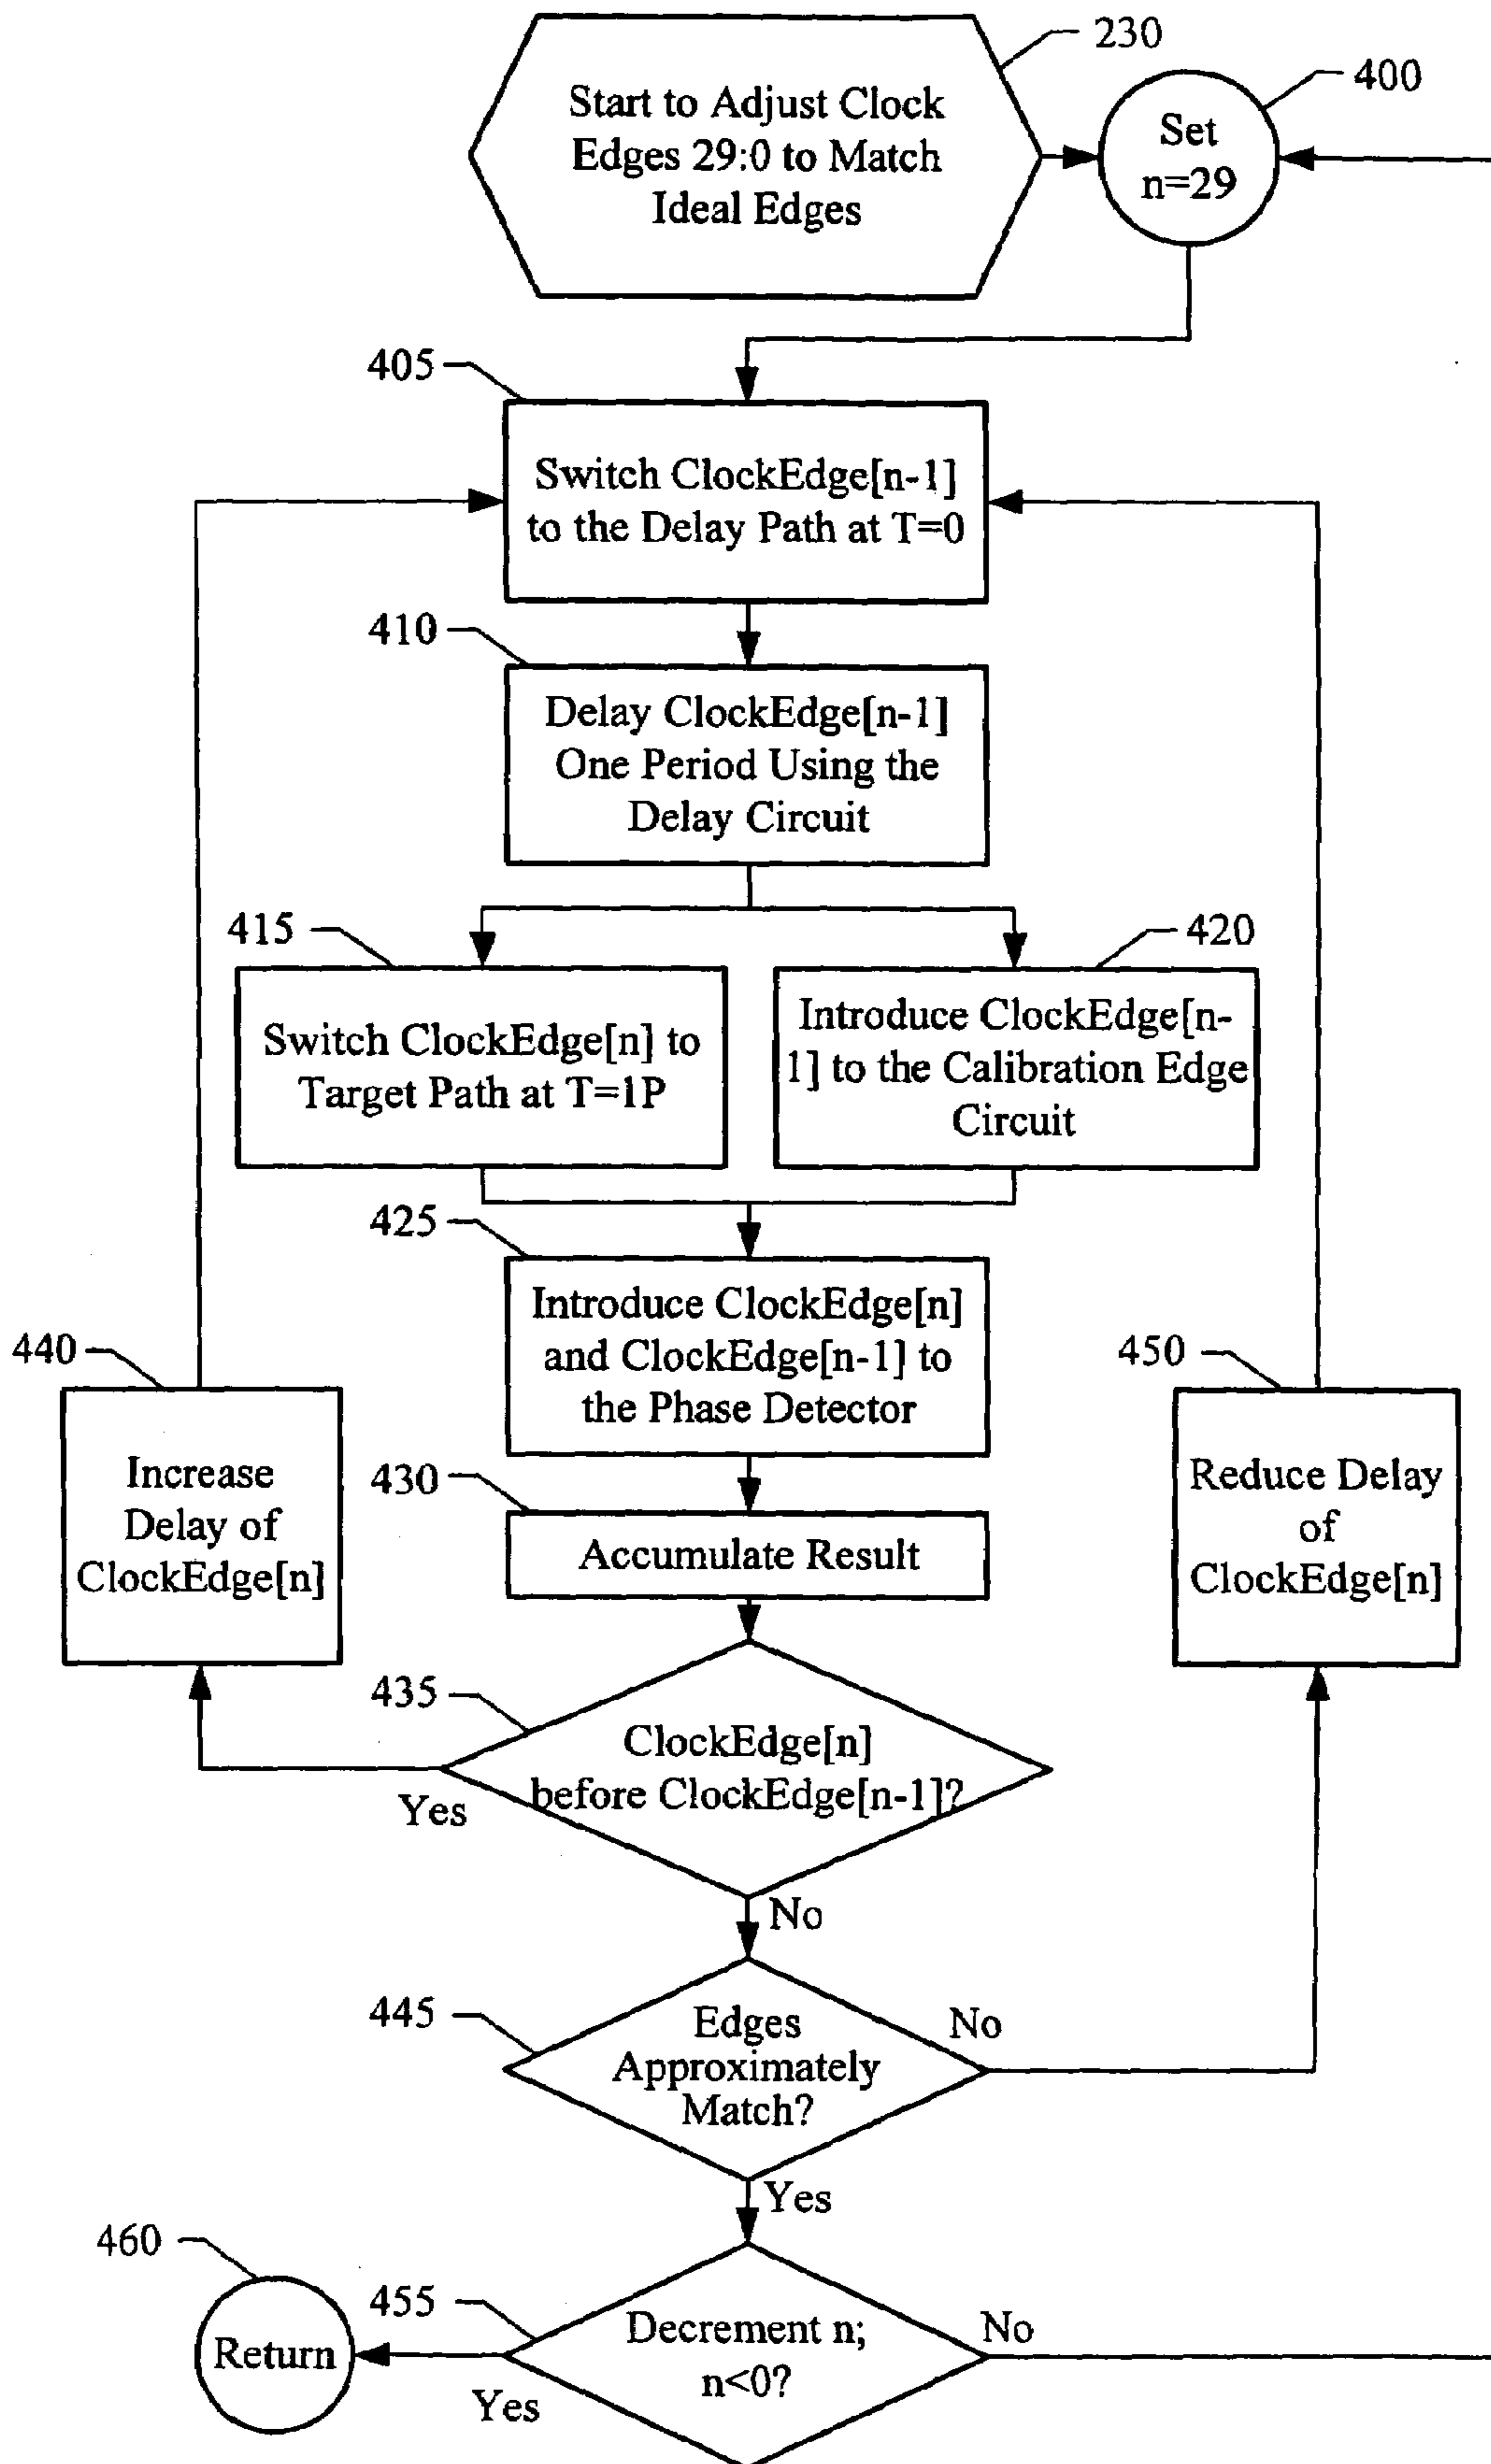 230
Start to Adjust Clock
Edges 29:0 to Match
Ideal Edges
400
Set
n=29
405
Switch ClockEdge[n-1]
to the Delay Path at T=0
410
Delay ClockEdge[n-1]
One Period Using the
Delay Circuit
415
Switch ClockEdge[n] to
Target Path at T=1P
420
Introduce ClockEdge[n-
1] to the Calibration Edge
Circuit
425
Introduce ClockEdge[n]
and ClockEdge[n-1] to
the Phase Detector
440
Increase
Delay of
ClockEdge[n]
450
Reduce Delay
of
ClockEdge[n]
430
Accumulate Result
435
ClockEdge[n]
before ClockEdge[n-1]?
Yes
No
445
Edges
Approximately
Match?
No
Yes
460
Return
455
Decrement n;
n<0?
No
Yes